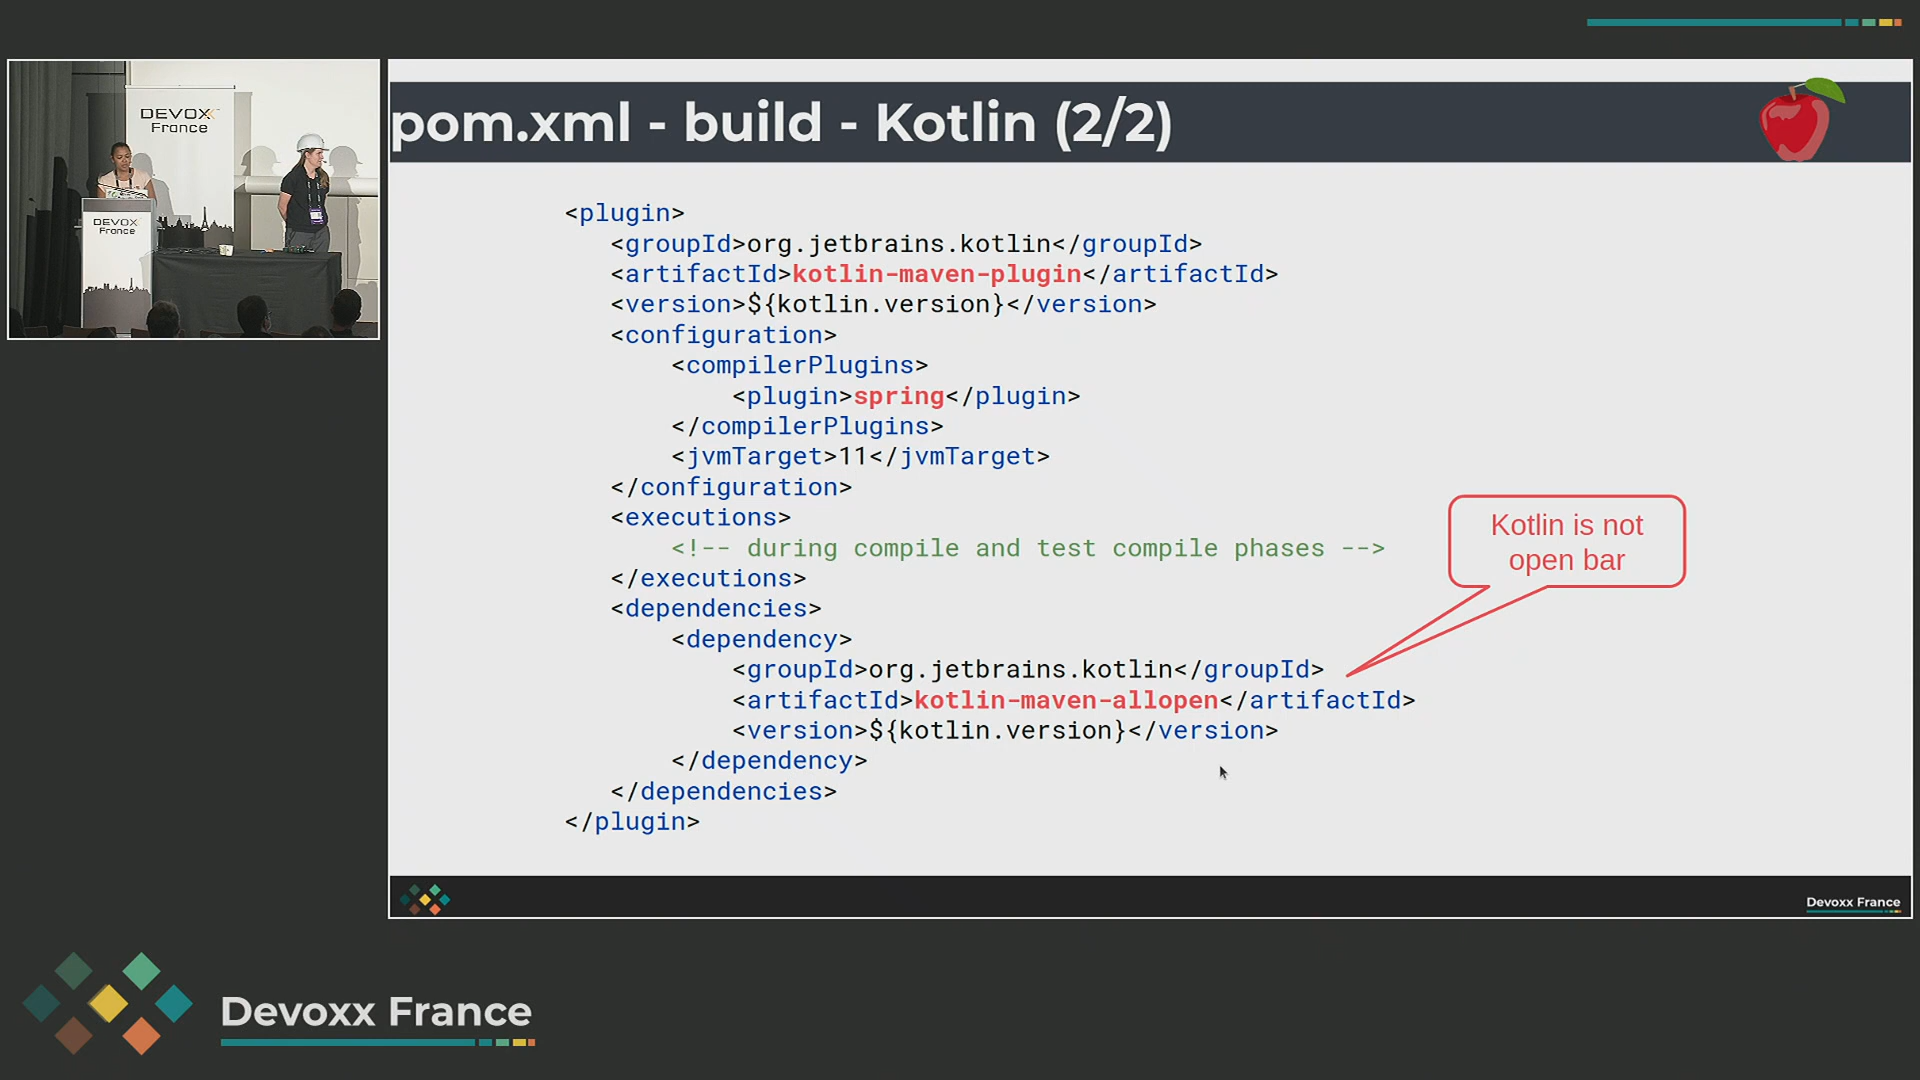 DEVOXX
France
DEVOXX
France
pom.xml - build - Kotlin (2/2)
<plugin>
<groupId>org.jetbrains.kotlin</groupId>
<artifactId>kotlin-maven-plugin</artifactId>
<version>${kotlin.version}</version>
<configuration>
<compilerPlugins>
<plugin>spring</plugin>
</compilerPlugins>
<jvmTarget>11</jvmTarget>
</configuration>
<executions>
<!-- during compile and test compile phases -->
</executions>
<dependencies>
<dependency>
<groupId>org.jetbrains.kotlin</groupId>
<artifactId>kotlin-maven-allopen</artifactId>
<version>${kotlin.version}</version>
</dependency>
</dependencies>
</plugin>
Kotlin is not
open bar
Devoxx France
Devoxx France